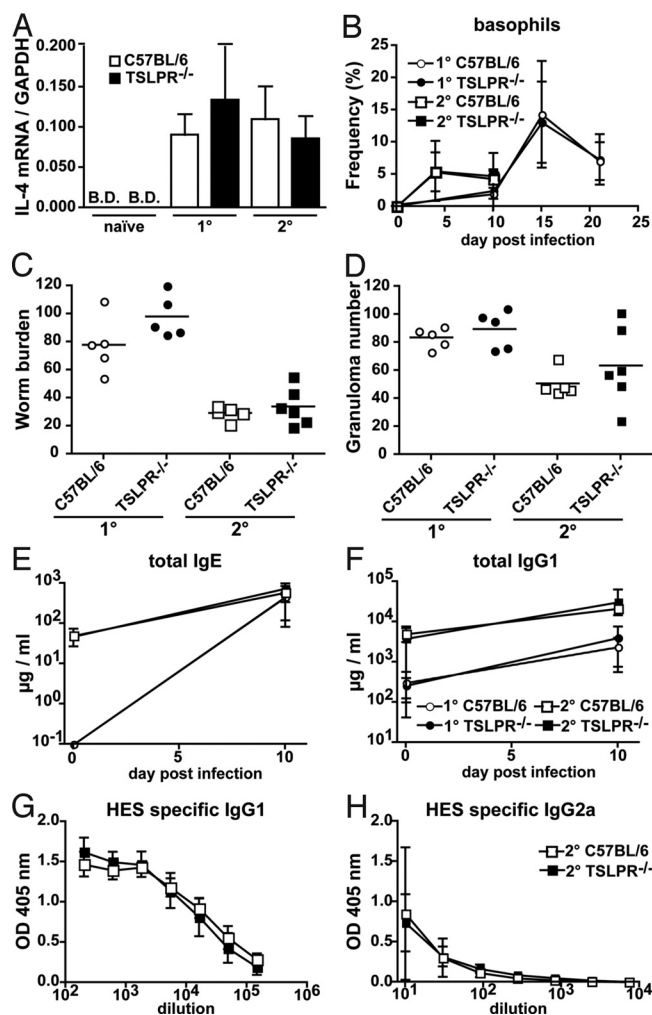 A
IL-4 mRNA / GAPDH
0.200
0.150
0.100
0.050
0.000
C57BL/6
TSLPR-/-
B.D. B.D.
naïve 1° 2°
B
basophils
Frequency (%)
25
20
15
10
5
0
1° C57BL/6
1° TSLPR-/-
2° C57BL/6
2° TSLPR-/-
0 5 10 15 20
day post infection
C
Worm burden
120
100
80
60
40
20
0
C57BL/6 TSLPR-/- C57BL/6 TSLPR-/-
1° 2°
D
Granuloma number
120
100
80
60
40
20
0
C57BL/6 TSLPR-/- C57BL/6 TSLPR-/-
1° 2°
E
total IgE
µg / ml
10³
10²
10¹
10⁰
10⁻¹
0 5 10
day post infection
F
total IgG1
µg / ml
10⁵
10⁴
10³
10²
10¹
1° C57BL/6 2° C57BL/6
1° TSLPR-/- 2° TSLPR-/-
0 5 10
day post infection
G
HES specific IgG1
OD 405 nm
2.0
1.5
1.0
0.5
0.0
10² 10³ 10⁴ 10⁵ 10⁶
dilution
H
HES specific IgG2a
OD 405 nm
2.0
1.5
1.0
0.5
0.0
2° C57BL/6
2° TSLPR-/-
10¹ 10² 10³ 10⁴
dilution